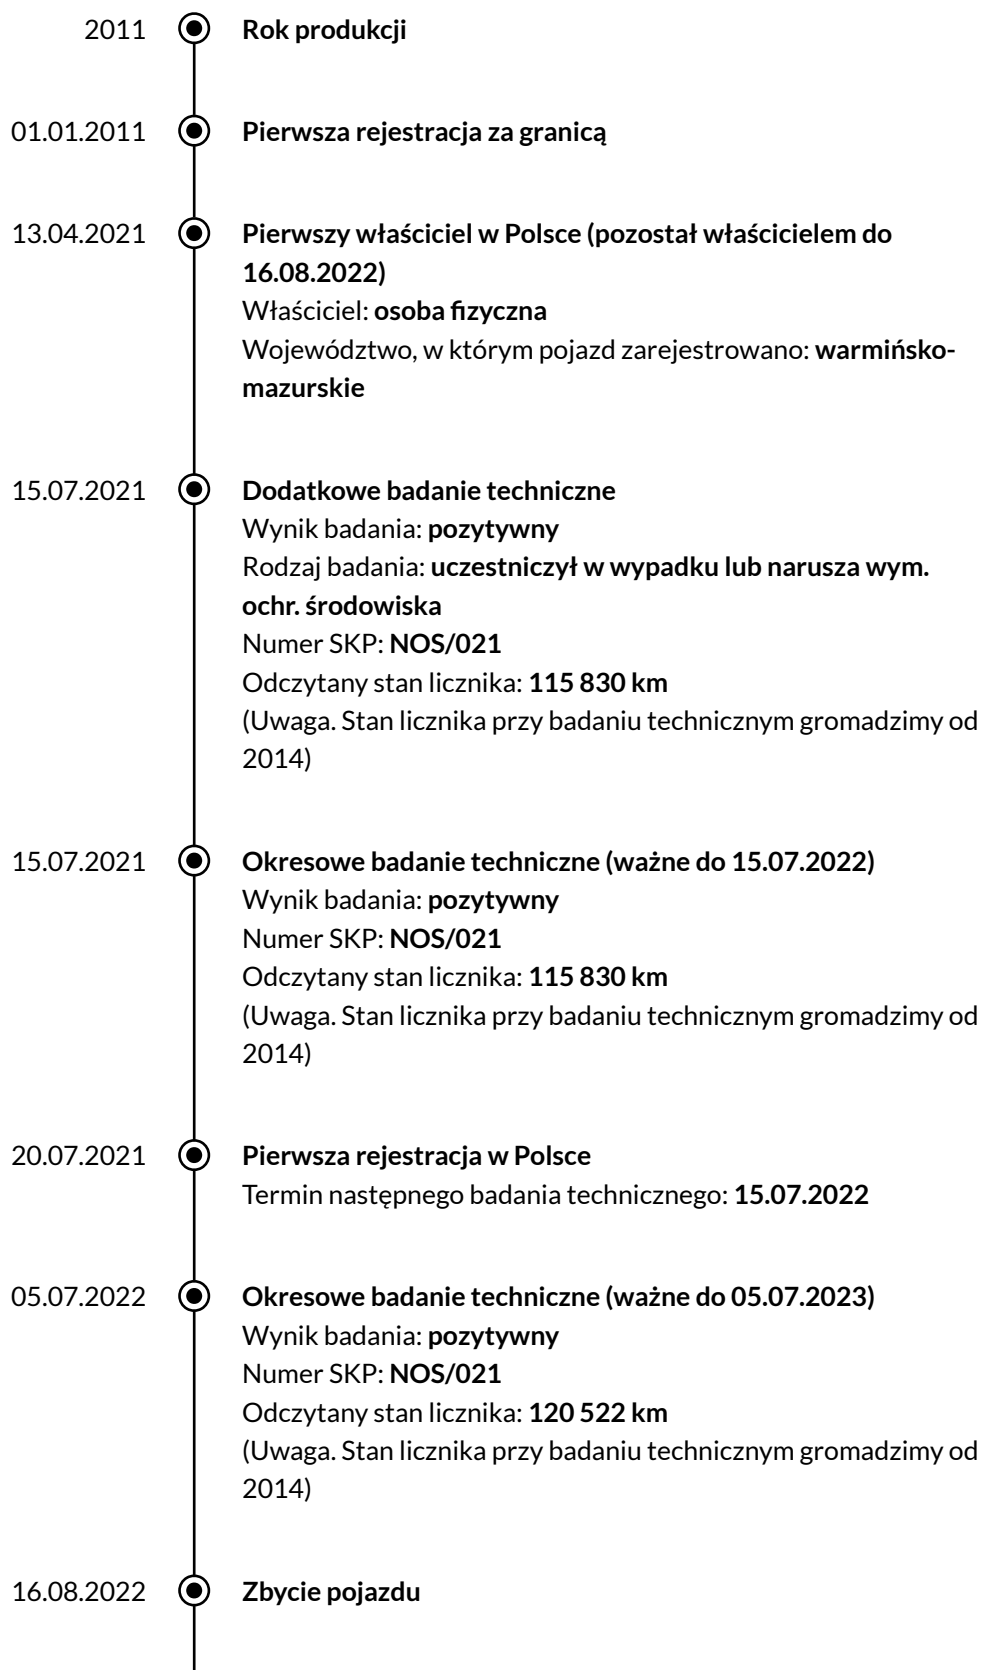 2011 Rok produkcji
01.01.2011 Pierwsza rejestracja za granicą
13.04.2021 Pierwszy właściciel w Polsce (pozostał właścicielem do
16.08.2022)
Właściciel: osoba fizyczna
Województwo, w którym pojazd zarejestrowano: warmińsko-
mazurskie
15.07.2021 Dodatkowe badanie techniczne
Wynik badania: pozytywny
Rodzaj badania: uczestniczył w wypadku lub narusza wym.
ochr. środowiska
Numer SKP: NOS/021
Odczytany stan licznika: 115 830 km
(Uwaga. Stan licznika przy badaniu technicznym gromadzimy od
2014)
15.07.2021 Okresowe badanie techniczne (ważne do 15.07.2022)
Wynik badania: pozytywny
Numer SKP: NOS/021
Odczytany stan licznika: 115 830 km
(Uwaga. Stan licznika przy badaniu technicznym gromadzimy od
2014)
20.07.2021 Pierwsza rejestracja w Polsce
Termin następnego badania technicznego: 15.07.2022
05.07.2022 Okresowe badanie techniczne (ważne do 05.07.2023)
Wynik badania: pozytywny
Numer SKP: NOS/021
Odczytany stan licznika: 120 522 km
(Uwaga. Stan licznika przy badaniu technicznym gromadzimy od
2014)
16.08.2022 Zbycie pojazdu